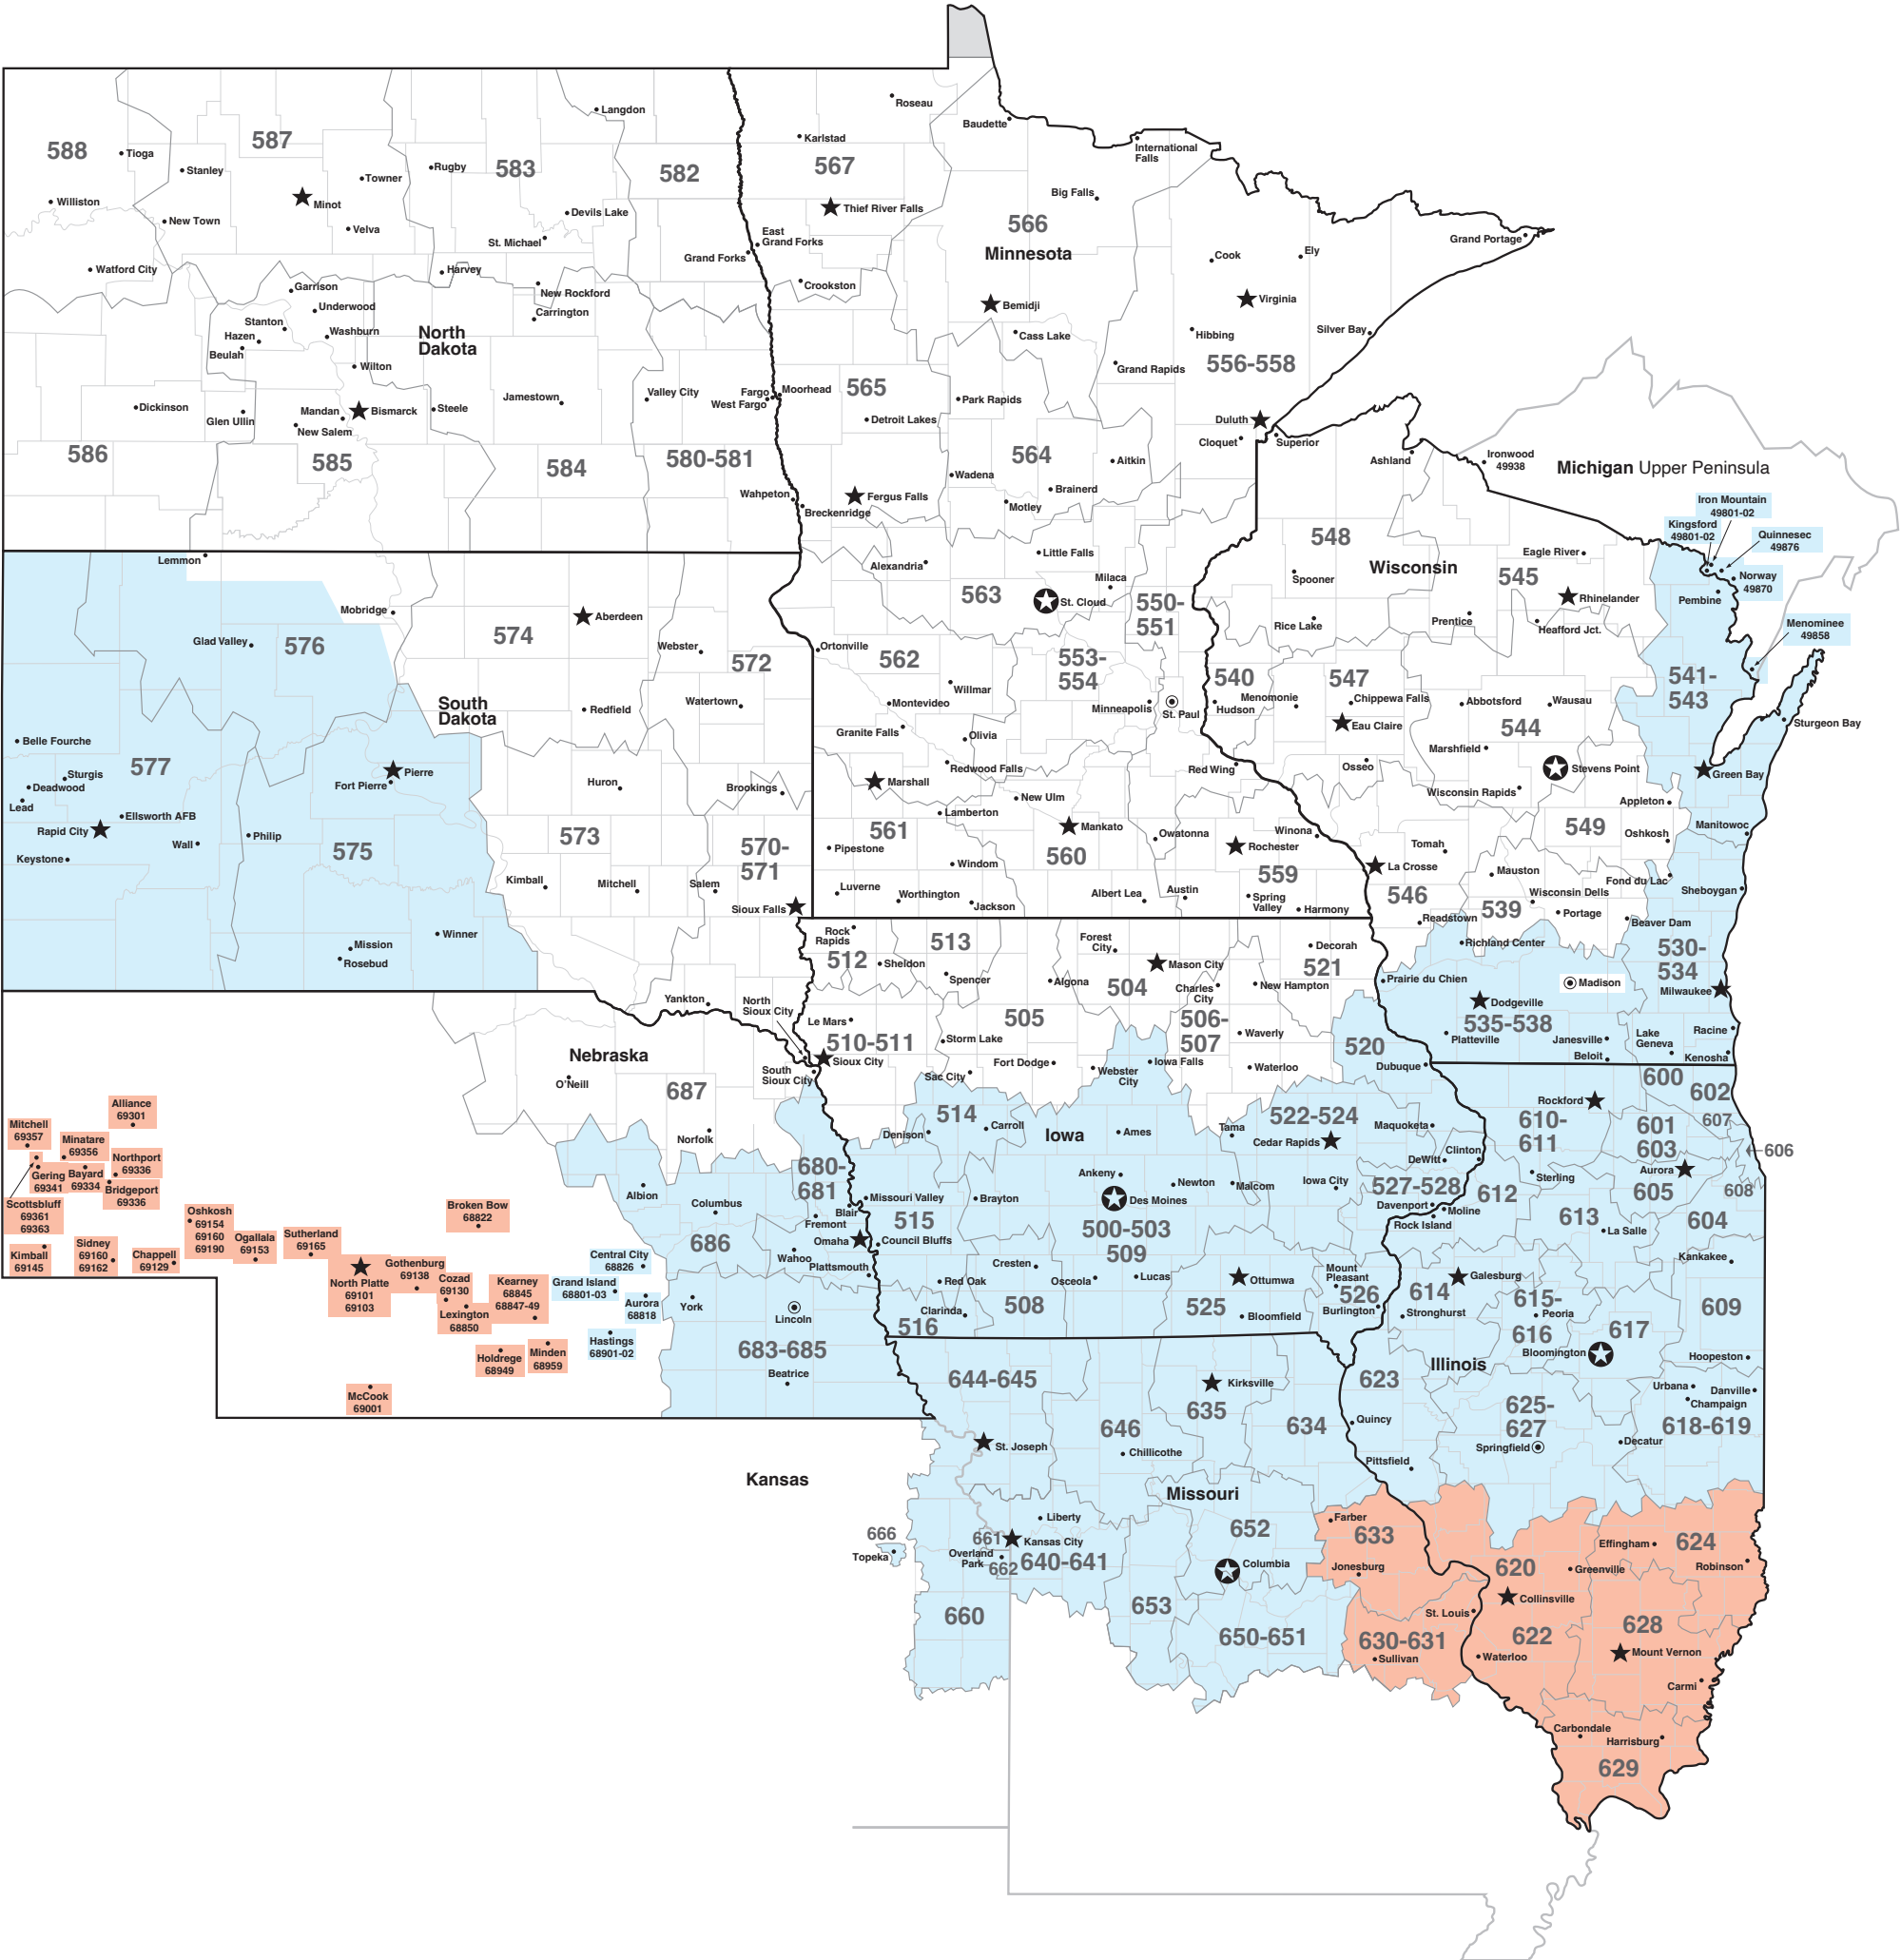 588
Tioga
Williston
Watford City
587
Stanley
Towner
Minot
New Town
Velva
Rugby
583
Langdon
582
Devils Lake
St. Michael
Grand Forks
East
Grand Forks
Harvey
New Rockford
Carrington
Garrison
Underwood
Stanton
Hazen
Washburn
Beulah
Wilton
North
Dakota
Dickinson
Glen Ullin
Mandan
Bismarck
New Salem
Steele
Jamestown
Valley City
Fargo
West Fargo
Moorhead
586
585
584
580-581
Wahpeton
Breckenridge
Roseau
Baudette
Karlstad
567
Thief River Falls
International
Falls
Big Falls
566
Minnesota
Crookston
Bemidji
Cass Lake
Cook
Ely
Virginia
Grand Portage
Hibbing
Silver Bay
Grand Rapids
556-558
565
Detroit Lakes
Park Rapids
Duluth
Cloquet
Superior
564
Aitkin
Wadena
Brainerd
Motley
Fergus Falls
Alexandria
Little Falls
Milaca
563
St. Cloud
550-
551
Ortonville
562
553-
554
Willmar
Montevideo
Minneapolis
St. Paul
Granite Falls
Olivia
Redwood Falls
Red Wing
Marshall
New Ulm
Lamberton
Mankato
Owatonna
Winona
Rochester
561
Pipestone
560
Windom
559
Luverne
Worthington
Jackson
Albert Lea
Austin
Spring
Valley
Harmony
Ashland
Ironwood
49938
Michigan Upper Peninsula
Iron Mountain
49801-02
Kingsford
49801-02
Quinnesec
49876
Norway
49870
Pembine
Menominee
49858
548
Wisconsin
Spooner
Rice Lake
Eagle River
545
Rhinelander
Prentice
Heafford Jct.
540
Hudson
Menomonie
547
Chippewa Falls
Eau Claire
Osseo
Abbotsford
Wausau
544
Marshfield
Stevens Point
Wisconsin Rapids
541-
543
Sturgeon Bay
Green Bay
Appleton
549
Oshkosh
Manitowoc
Tomah
La Crosse
Mauston
Fond du Lac
Sheboygan
546
Wisconsin Dells
539
Portage
Readstown
Beaver Dam
Richland Center
530-
534
Prairie du Chien
Madison
Milwaukee
Dodgeville
535-538
Platteville
Janesville
Beloit
Lake
Geneva
Racine
Kenosha
Lemmon
Mobridge
Glad Valley
576
574
Aberdeen
Webster
572
South
Dakota
Redfield
Watertown
Belle Fourche
577
Sturgis
Deadwood
Lead
Ellsworth AFB
Rapid City
Keystone
Wall
Philip
Pierre
Fort Pierre
575
Huron
Brookings
573
570-
571
Kimball
Mitchell
Salem
Sioux Falls
Mission
Rosebud
Winner
Yankton
North
Sioux City
Nebraska
O'Neill
687
Norfolk
South
Sioux City
Alliance
69301
Mitchell
69357
Minatare
69356
Northport
69336
Gering
69341
Bayard
69334
Bridgeport
69336
Scottsbluff
69361
69363
Kimball
69145
Sidney
69160
69162
Chappell
69129
Oshkosh
69154
69160
69190
Ogallala
69153
Sutherland
69165
North Platte
69101
69103
Gothenburg
69138
Cozad
69130
Lexington
68850
Broken Bow
68822
Kearney
68845
68847-49
Holdrege
68949
Minden
68959
McCook
69001
Central City
68826
Grand Island
68801-03
Aurora
68818
Hastings
68901-02
Albion
Columbus
686
680-
681
Blair
Fremont
Omaha
Wahoo
Plattsmouth
York
Lincoln
683-685
Beatrice
Rock
Rapids
512
Sheldon
513
Spencer
Forest
City
Mason City
Algona
504
Charles
City
Decorah
521
New Hampton
Le Mars
510-511
Sioux City
505
Storm Lake
506-
507
Waverly
Fort Dodge
Sac City
Webster
City
Iowa Falls
Waterloo
520
Dubuque
514
Denison
Carroll
Iowa
Ames
522-524
Tama
Cedar Rapids
Maquoketa
DeWitt
Clinton
Ankeny
Missouri Valley
Brayton
Des Moines
Newton
Malcom
Iowa City
527-528
Davenport
515
Council Bluffs
500-503
509
Creston
Red Oak
Osceola
Lucas
Ottumwa
Mount
Pleasant
526
Burlington
508
525
Bloomfield
Clarinda
516
600
602
Rockford
610-
611
601
603
607
606
Aurora
605
608
Sterling
612
Moline
Rock Island
613
La Salle
604
Kankakee
614
Galesburg
Stronghurst
615-
Peoria
616
617
609
Bloomington
Illinois
Hoopeston
623
Urbana
Champaign
Danville
Quincy
625-
627
Springfield
618-619
Decatur
Pittsfield
644-645
St. Joseph
Kirksville
635
646
Chillicothe
634
Kansas
Missouri
Liberty
666
Topeka
661
Kansas City
Overland
Park
662
640-641
652
Columbia
660
653
650-651
Farber
633
Jonesburg
St. Louis
630-631
Sullivan
620
Greenville
Collinsville
Effingham
624
Robinson
622
Waterloo
628
Mount Vernon
Carmi
Carbondale
Harrisburg
629